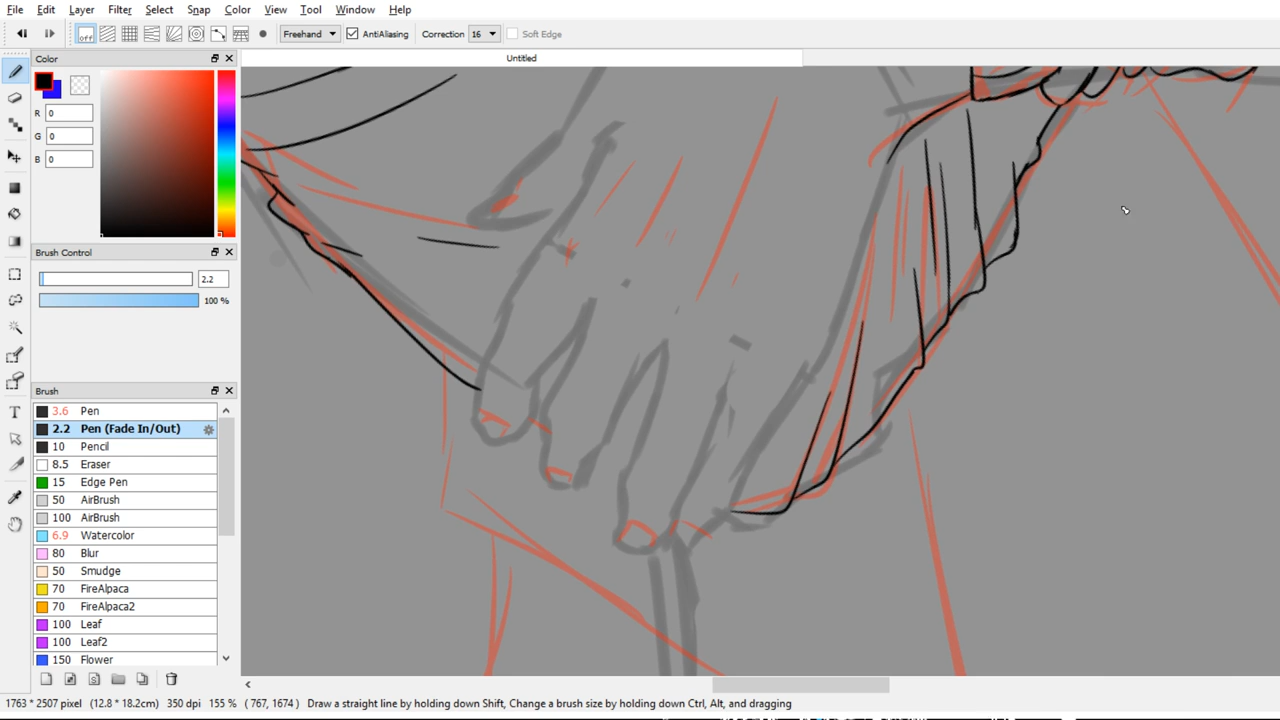 File Edit Layer Filter Select Snap Color View Tool Window Help
off Freehand AntiAliasing Correction 16 Soft Edge
Color
Untitled
R 0
G 0
B 0
Brush Control
2.2
100 %
Brush
3.6 Pen
2.2 Pen (Fade In/Out)
10 Pencil
8.5 Eraser
15 Edge Pen
50 AirBrush
100 AirBrush
6.9 Watercolor
80 Blur
50 Smudge
70 FireAlpaca
70 FireAlpaca2
100 Leaf
100 Leaf2
150 Flower
1763 * 2507 pixel (12.8 * 18.2cm) 350 dpi 155 % ( 767, 1674 ) Draw a straight line by holding down Shift, Change a brush size by holding down Ctrl, Alt, and dragging